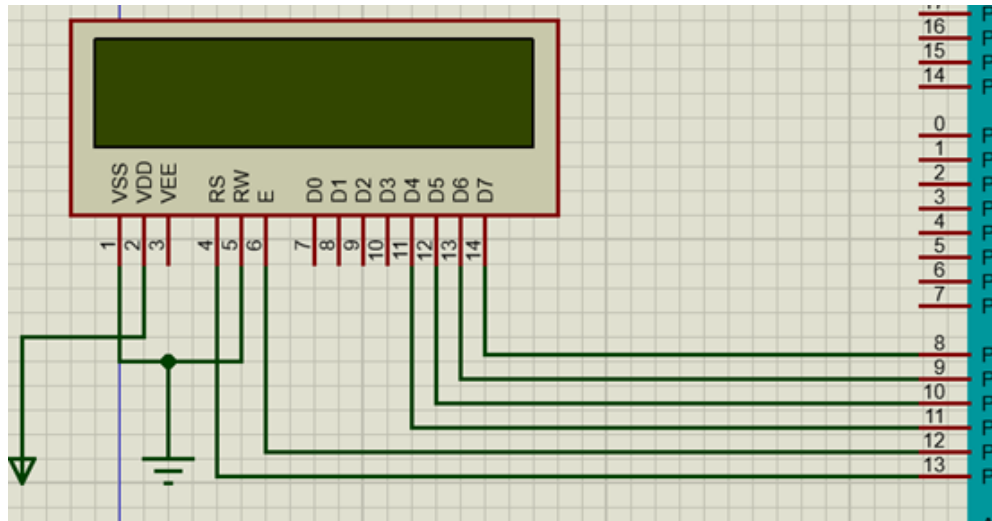 VSS VDD VEE RS RW E D0 D1 D2 D3 D4 D5 D6 D7
1 2 3 4 5 6 7 8 9 10 11 12 13 14
16 P
15 P
14 P
0 P
1 P
2 P
3 P
4 P
5 P
6 P
7 P
8 P
9 P
10 P
11 P
12 P
13 P